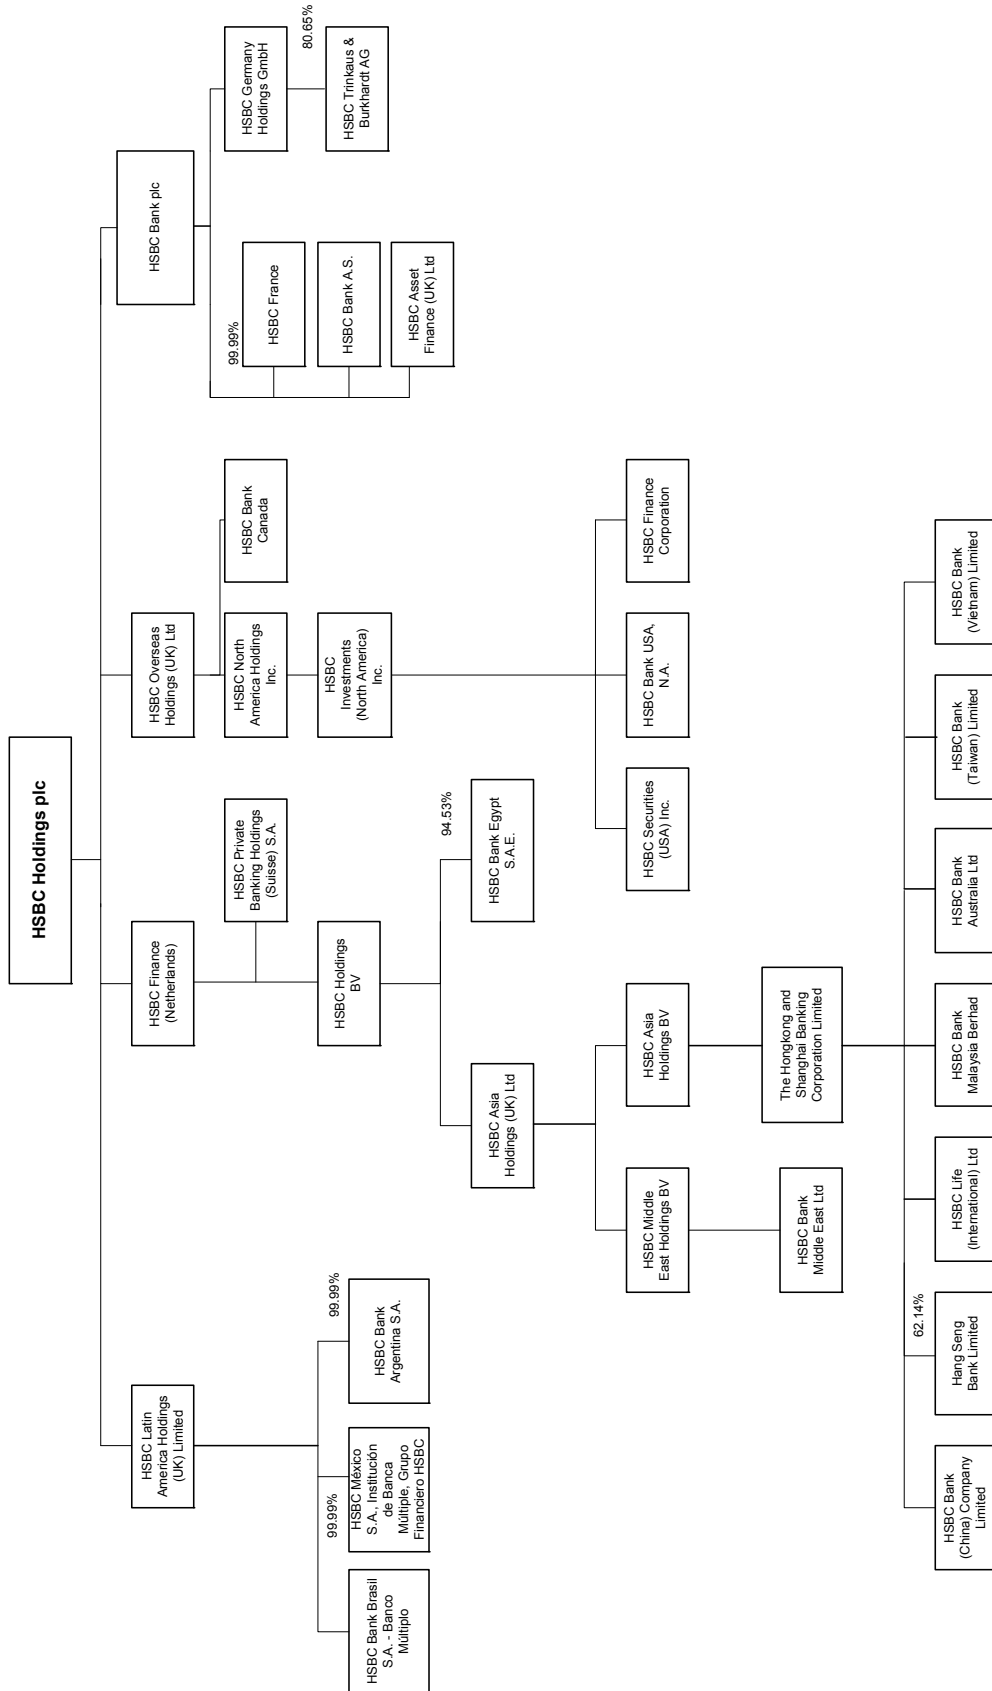 HSBC Holdings plc
HSBC Latin
America Holdings
(UK) Limited
HSBC Finance
(Netherlands)
HSBC Overseas
Holdings (UK) Ltd
HSBC Bank plc
HSBC Private
Banking Holdings
(Suisse) S.A.
HSBC North
America Holdings
Inc.
HSBC Bank
Canada
HSBC Germany
Holdings GmbH
99.99%
HSBC France
80.65%
HSBC Trinkaus &
Burkhardt AG
HSBC Bank A.S.
HSBC Asset
Finance (UK) Ltd
HSBC Holdings
BV
HSBC
Investments
(North America)
Inc.
HSBC Bank Brasil
S.A. - Banco
Múltiplo
99.99%
HSBC México
S.A., Institución
de Banca
Múltiple, Grupo
Financiero HSBC
99.99%
HSBC Bank
Argentina S.A.
94.53%
HSBC Asia
Holdings (UK) Ltd
HSBC Bank Egypt
S.A.E.
HSBC Middle
East Holdings BV
HSBC Asia
Holdings BV
HSBC Securities
(USA) Inc.
HSBC Bank USA,
N.A.
HSBC Finance
Corporation
HSBC Bank
Middle East Ltd
The Hongkong and
Shanghai Banking
Corporation Limited
62.14%
HSBC Bank
(China) Company
Limited
Hang Seng
Bank Limited
HSBC Life
(International) Ltd
HSBC Bank
Malaysia Berhad
HSBC Bank
Australia Ltd
HSBC Bank
(Taiwan) Limited
HSBC Bank
(Vietnam) Limited